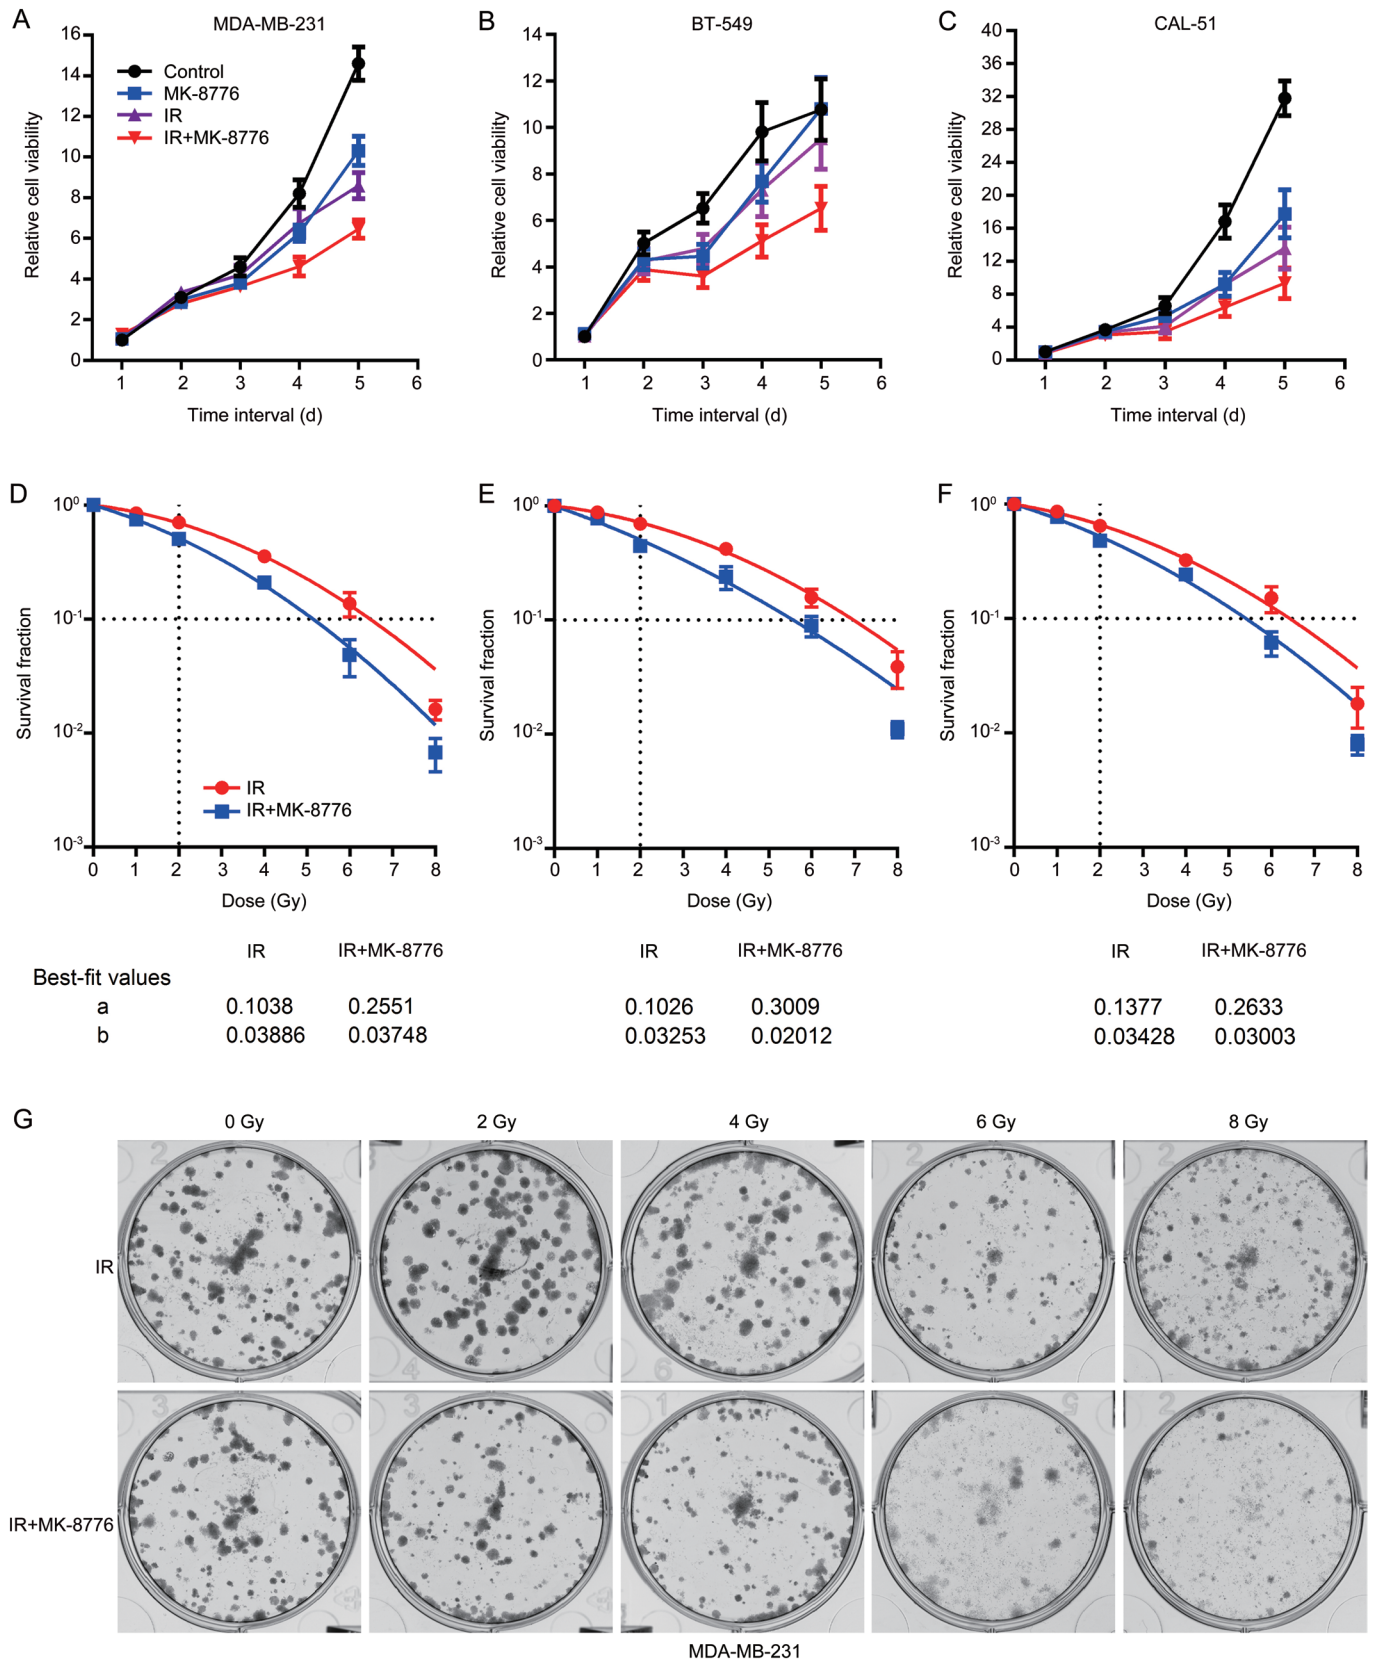 A MDA-MB-231
B BT-549
C CAL-51
Relative cell viability
16
14
12
10
8
6
4
2
0
Control
MK-8776
IR
IR+MK-8776
1 2 3 4 5 6
Time interval (d)
Relative cell viability
14
12
10
8
6
4
2
0
1 2 3 4 5 6
Time interval (d)
Relative cell viability
40
36
32
28
24
20
16
12
8
4
0
1 2 3 4 5 6
Time interval (d)
D
Survival fraction
10⁰
10⁻¹
10⁻²
10⁻³
IR
IR+MK-8776
0 1 2 3 4 5 6 7 8
Dose (Gy)
E
Survival fraction
10⁰
10⁻¹
10⁻²
10⁻³
0 1 2 3 4 5 6 7 8
Dose (Gy)
F
Survival fraction
10⁰
10⁻¹
10⁻²
10⁻³
0 1 2 3 4 5 6 7 8
Dose (Gy)
IR IR+MK-8776 IR IR+MK-8776 IR IR+MK-8776
Best-fit values
a 0.1038 0.2551 0.1026 0.3009 0.1377 0.2633
b 0.03886 0.03748 0.03253 0.02012 0.03428 0.03003
G
0 Gy 2 Gy 4 Gy 6 Gy 8 Gy
IR
IR+MK-8776
MDA-MB-231